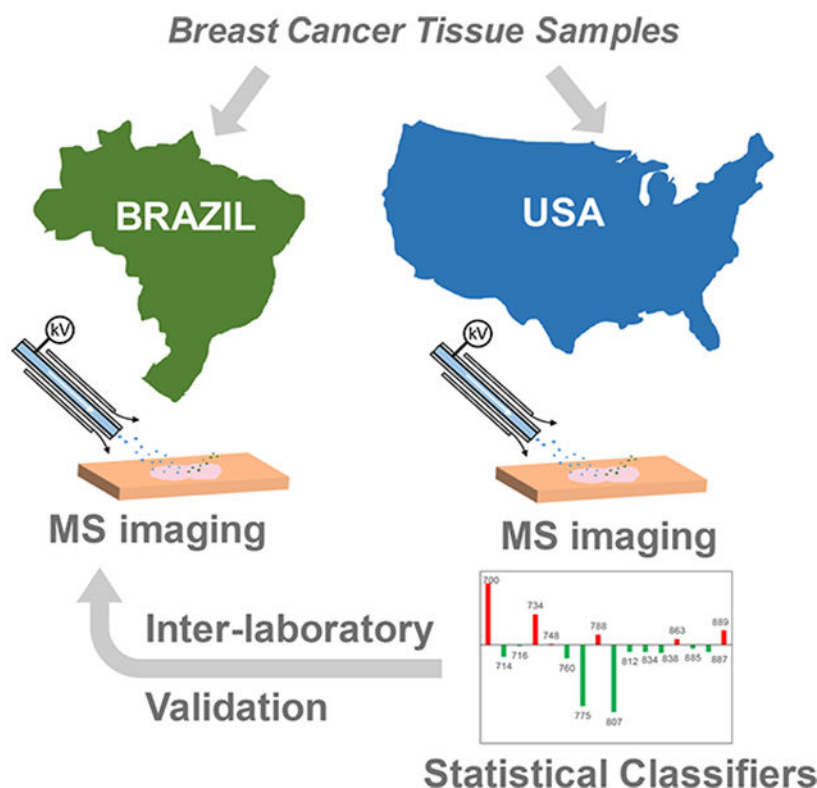 Breast Cancer Tissue Samples
BRAZIL
USA
kV
kV
MS imaging
MS imaging
700
734
748
788
863
889
714
716
760
775
807
812
834
838
885
887
Inter-laboratory
Validation
Statistical Classifiers